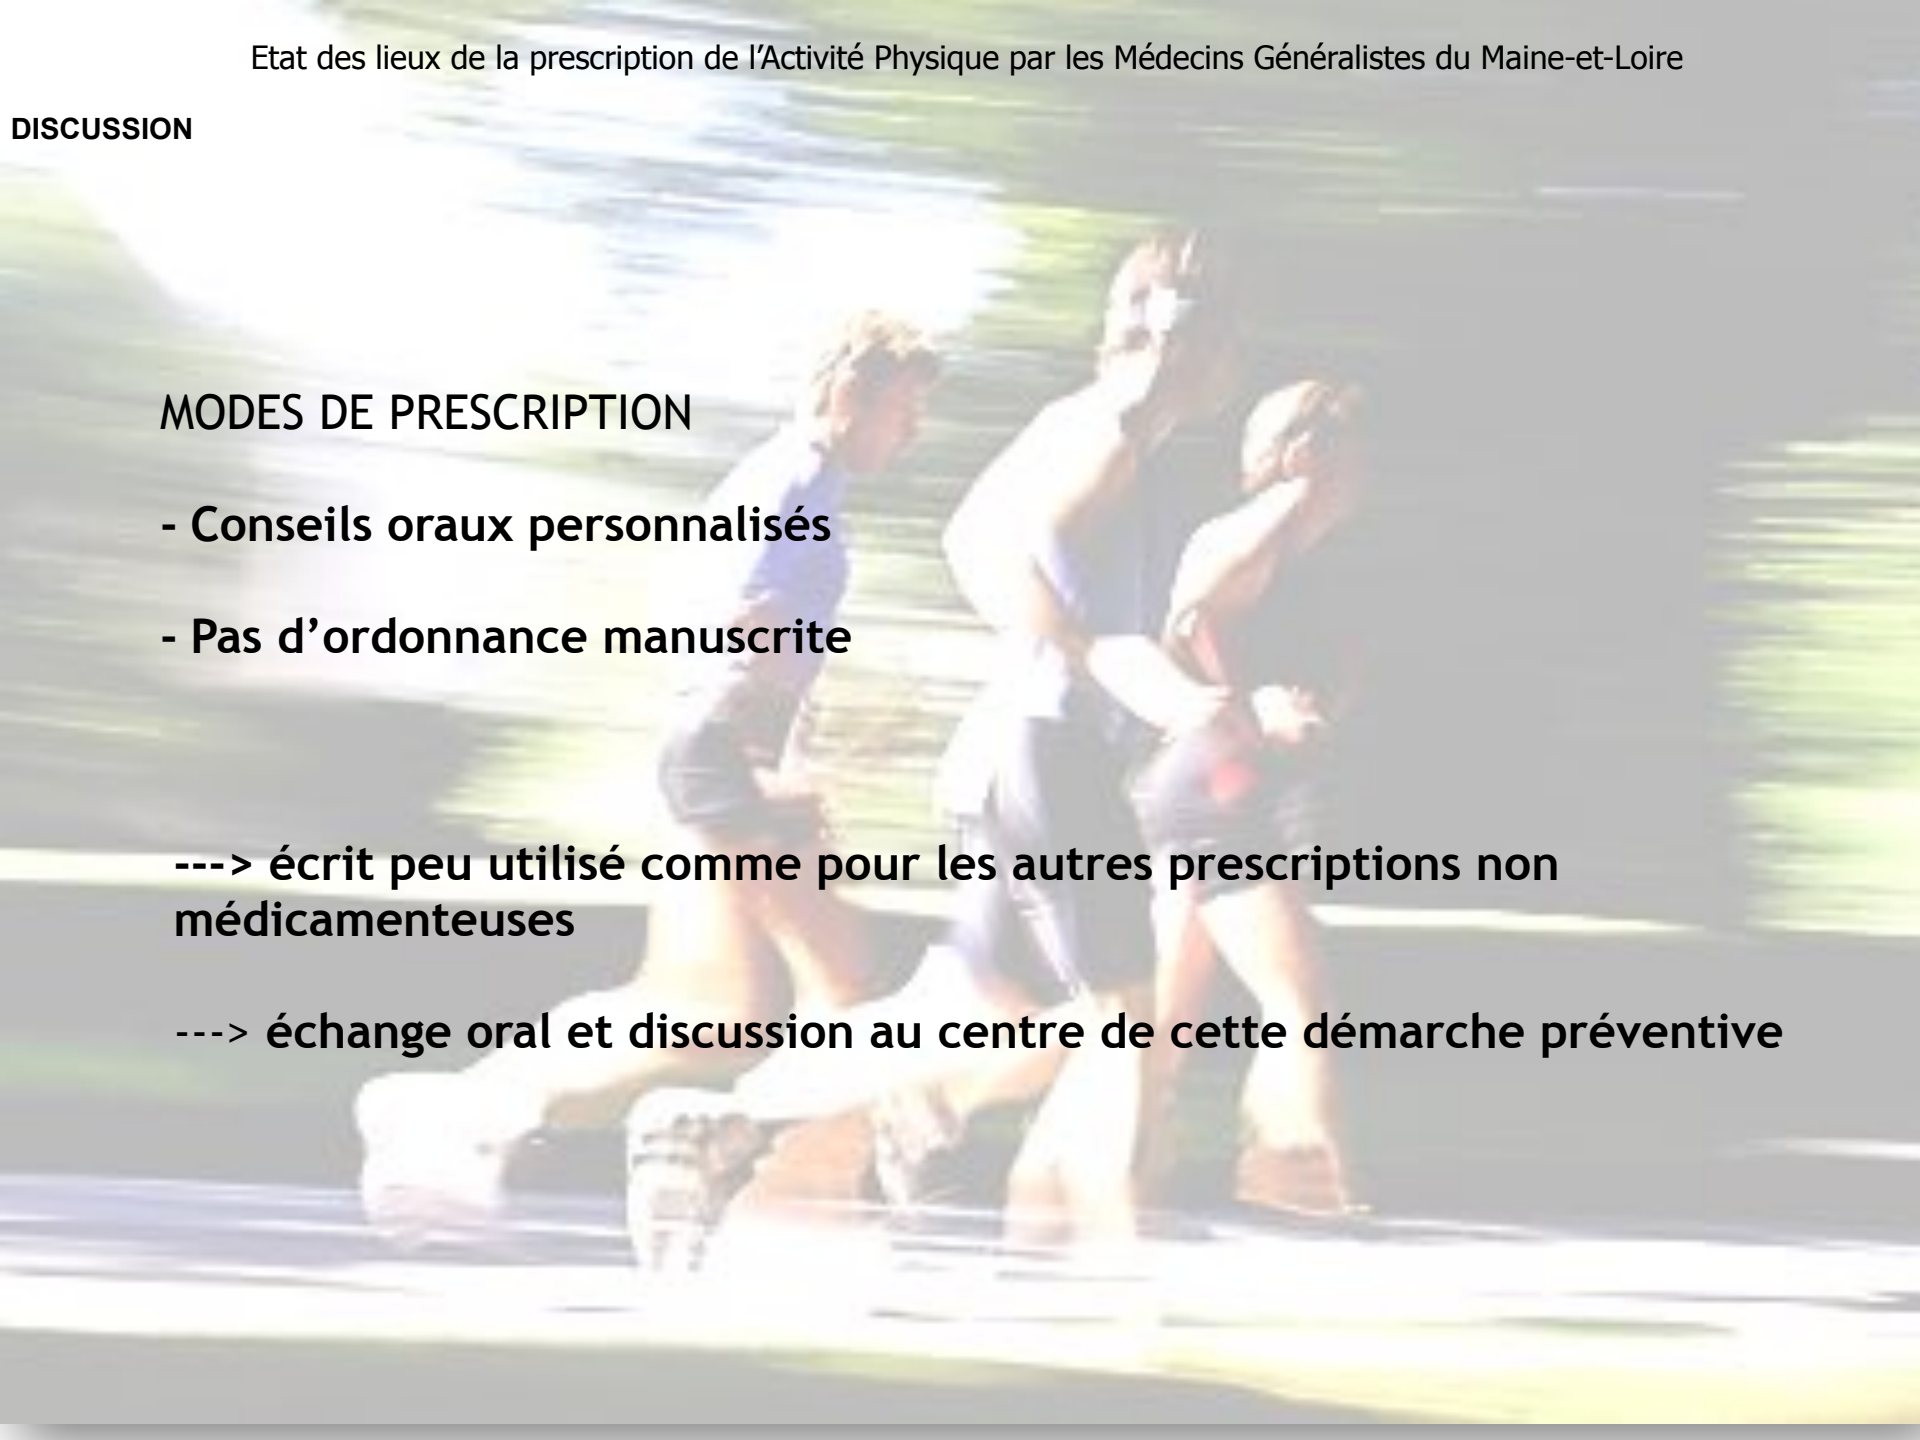 Etat des lieux de la prescription de l’Activité Physique par les Médecins Généralistes du Maine-et-Loire
DISCUSSION
MODES DE PRESCRIPTION
- Conseils oraux personnalisés
- Pas d’ordonnance manuscrite
---> écrit peu utilisé comme pour les autres prescriptions non
médicamenteuses
---> échange oral et discussion au centre de cette démarche préventive